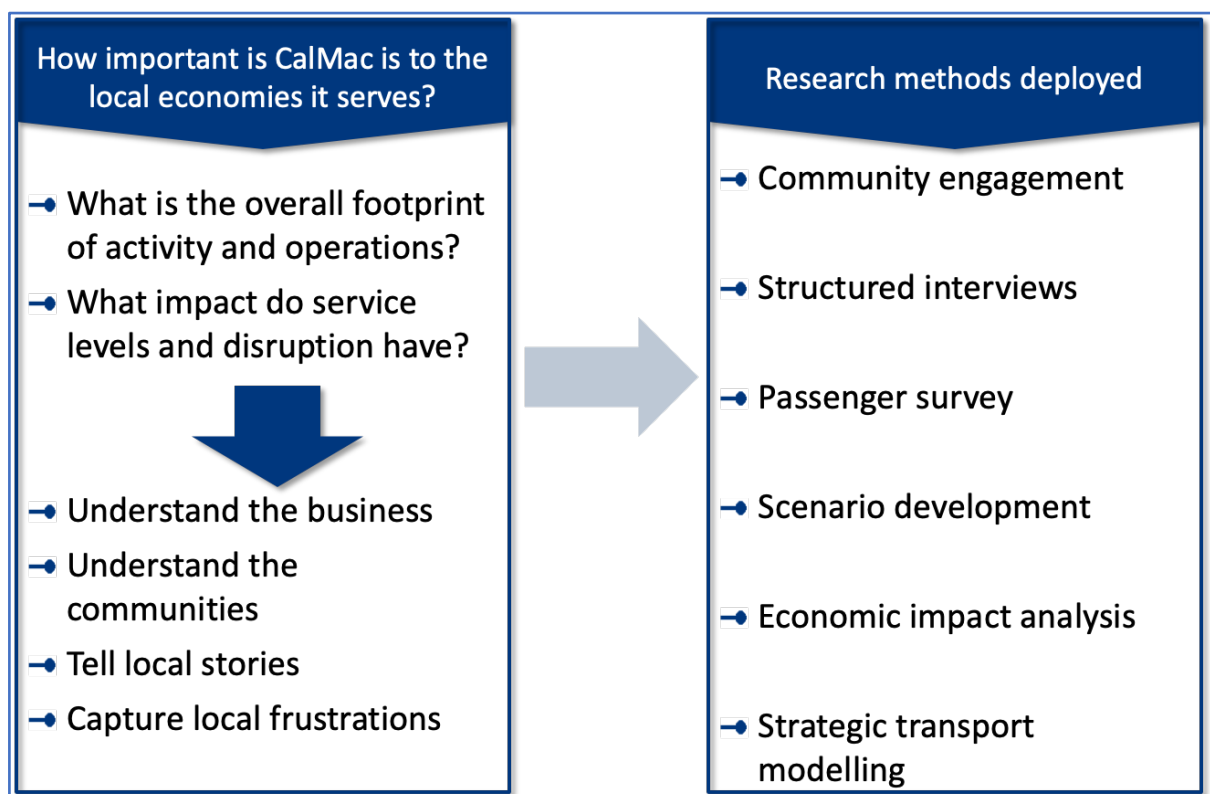 How important is CalMac is to the
local economies it serves?
What is the overall footprint
of activity and operations?
What impact do service
levels and disruption have?
Understand the business
Understand the
communities
Tell local stories
Capture local frustrations
Research methods deployed
Community engagement
Structured interviews
Passenger survey
Scenario development
Economic impact analysis
Strategic transport
modelling